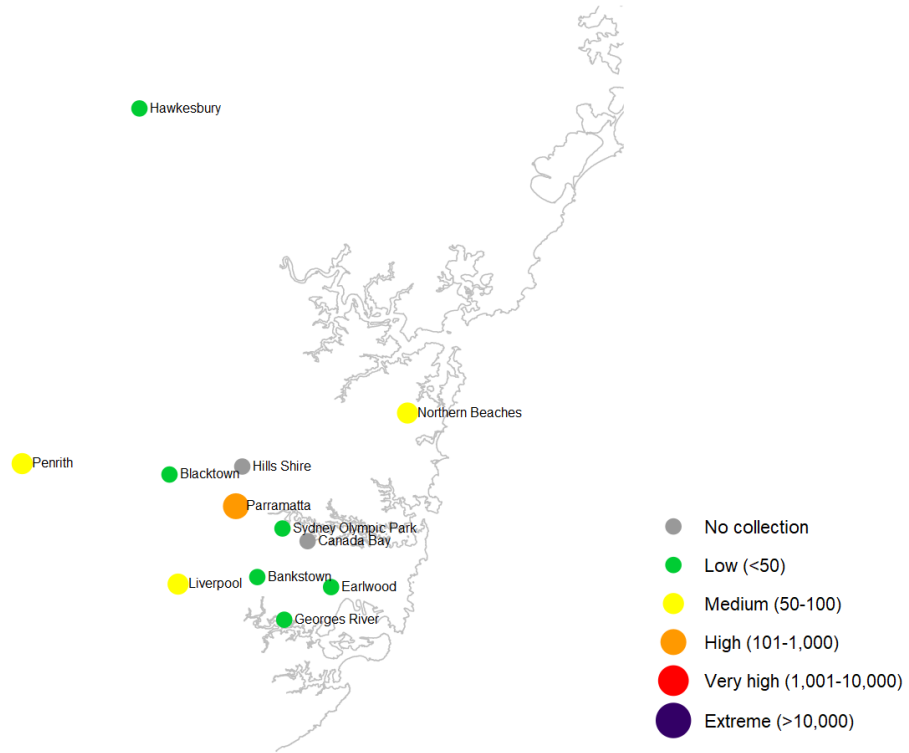 Hawkesbury
Northern Beaches
Penrith
Hills Shire
Blacktown
Parramatta
Sydney Olympic Park
Canada Bay
Bankstown
Liverpool
Earlwood
Georges River
No collection
Low (<50)
Medium (50-100)
High (101-1,000)
Very high (1,001-10,000)
Extreme (>10,000)